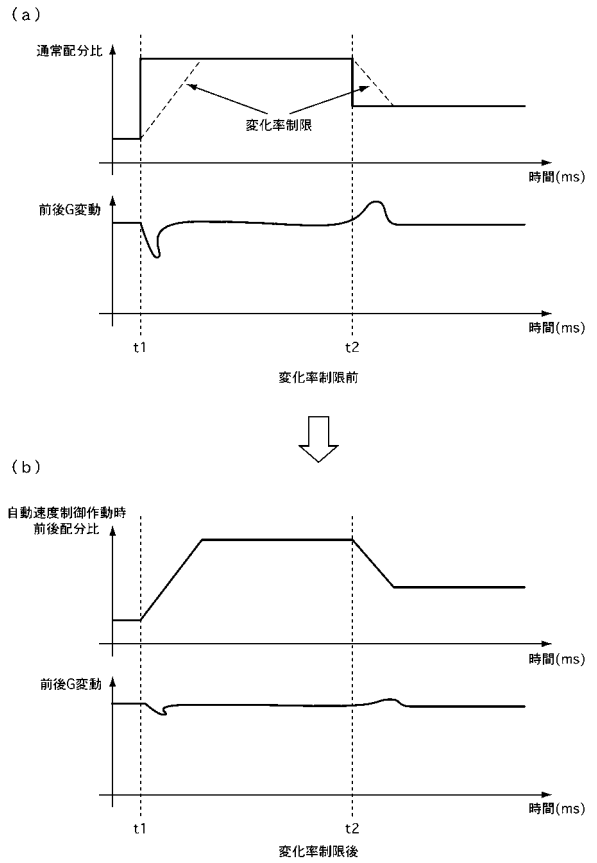 (a)
通常配分比
変化率制限
時間(ms)
前後G変動
時間(ms)
t1
t2
変化率制限前
(b)
自動速度制御作動時
前後配分比
時間(ms)
前後G変動
時間(ms)
t1
t2
変化率制限後